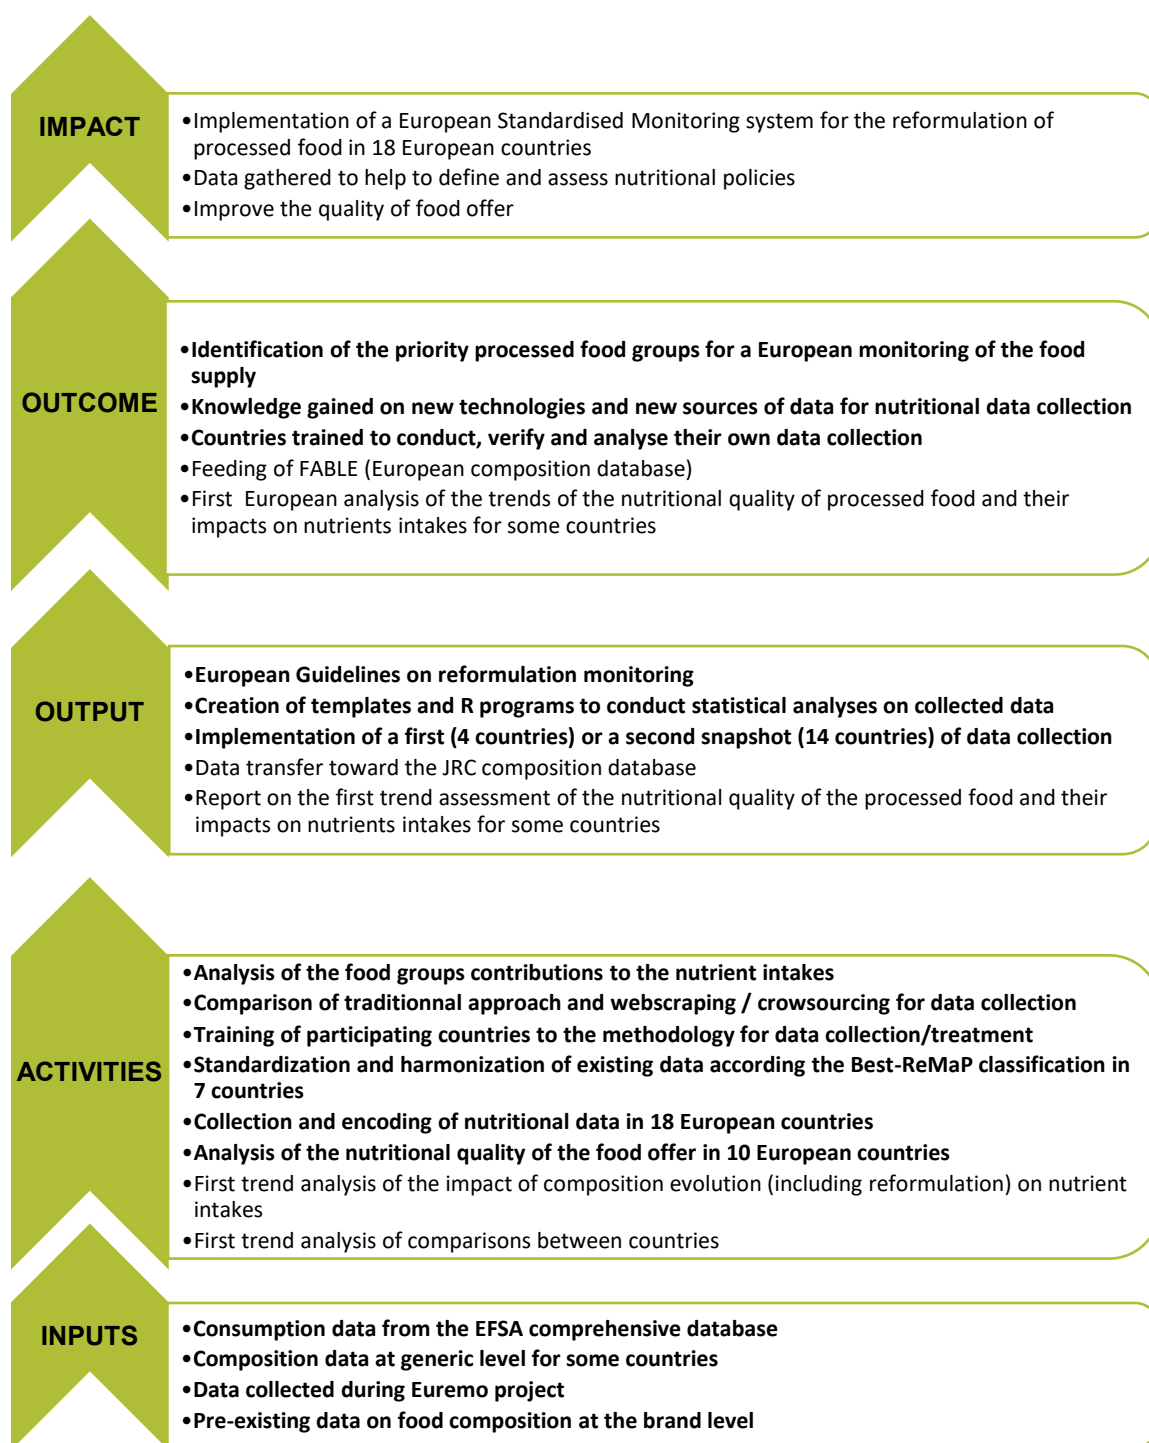 IMPACT
•Implementation of a European Standardised Monitoring system for the reformulation of
processed food in 18 European countries
•Data gathered to help to define and assess nutritional policies
•Improve the quality of food offer
OUTCOME
•Identification of the priority processed food groups for a European monitoring of the food
supply
•Knowledge gained on new technologies and new sources of data for nutritional data collection
•Countries trained to conduct, verify and analyse their own data collection
•Feeding of FABLE (European composition database)
•First European analysis of the trends of the nutritional quality of processed food and their
impacts on nutrients intakes for some countries
OUTPUT
•European Guidelines on reformulation monitoring
•Creation of templates and R programs to conduct statistical analyses on collected data
•Implementation of a first (4 countries) or a second snapshot (14 countries) of data collection
•Data transfer toward the JRC composition database
•Report on the first trend assessment of the nutritional quality of the processed food and their
impacts on nutrients intakes for some countries
ACTIVITIES
•Analysis of the food groups contributions to the nutrient intakes
•Comparison of traditionnal approach and webscraping / crowsourcing for data collection
•Training of participating countries to the methodology for data collection/treatment
•Standardization and harmonization of existing data according the Best-ReMaP classification in
7 countries
•Collection and encoding of nutritional data in 18 European countries
•Analysis of the nutritional quality of the food offer in 10 European countries
•First trend analysis of the impact of composition evolution (including reformulation) on nutrient
intakes
•First trend analysis of comparisons between countries
INPUTS
•Consumption data from the EFSA comprehensive database
•Composition data at generic level for some countries
•Data collected during Euremo project
•Pre-existing data on food composition at the brand level